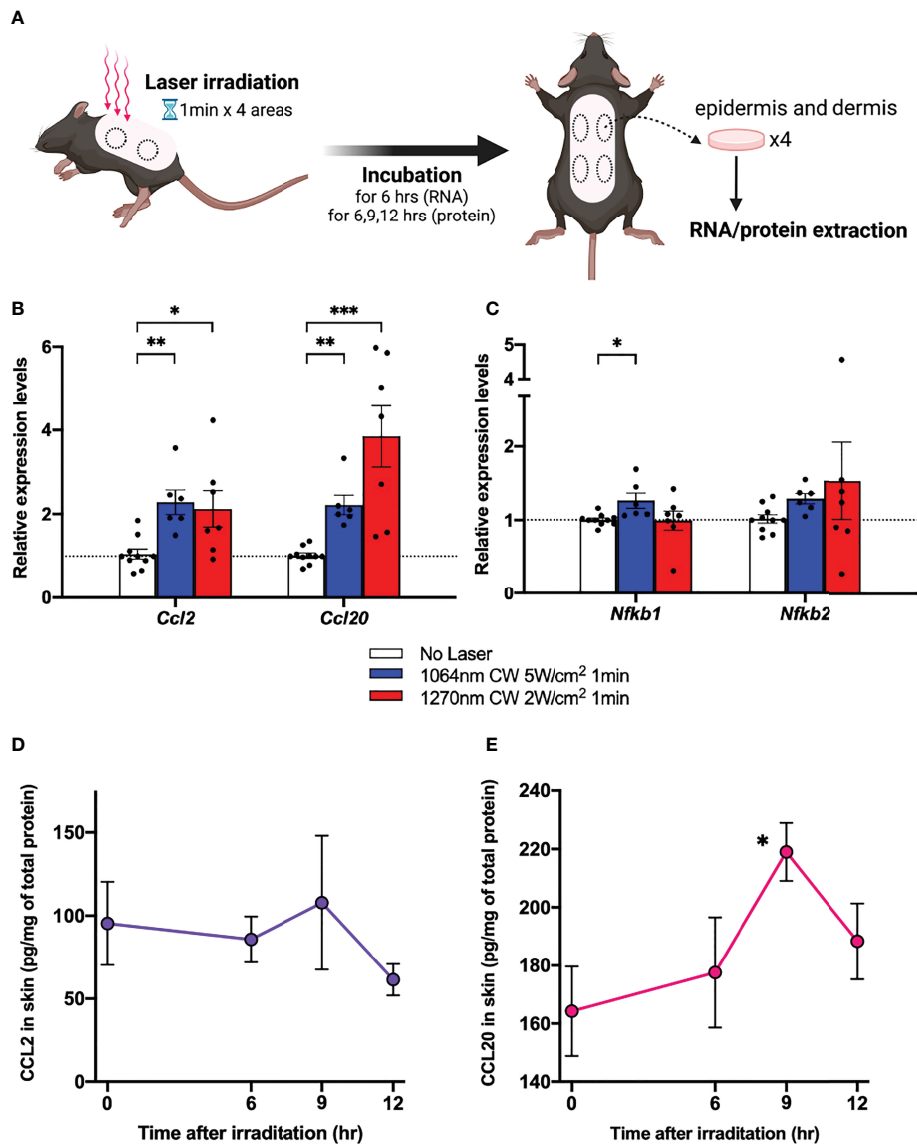 A
Laser irradiation
1min x 4 areas
Incubation
for 6 hrs (RNA)
for 6,9,12 hrs (protein)
epidermis and dermis
x4
RNA/protein extraction
B
Relative expression levels
6
4
2
0
*
**
***
**
Ccl2
Ccl20
C
Relative expression levels
5
4
2
1
0
*
Nfkb1
Nfkb2
No Laser
1064nm CW 5W/cm² 1min
1270nm CW 2W/cm² 1min
D
CCL2 in skin (pg/mg of total protein)
150
100
50
0
0 6 9 12
Time after irraditation (hr)
E
CCL20 in skin (pg/mg of total protein)
240
220
200
180
160
140
*
0 6 9 12
Time after irraditation (hr)